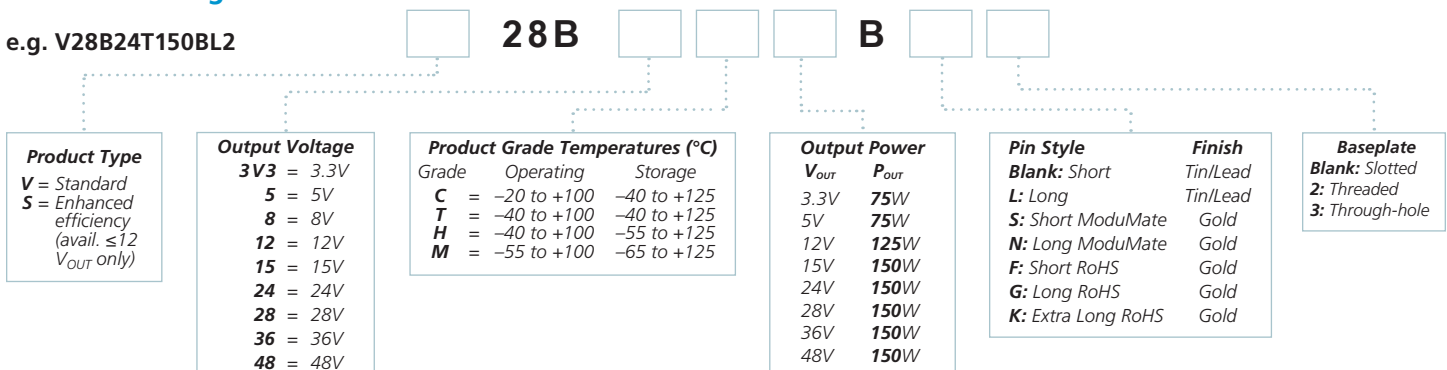 e.g. V28B24T150BL2
28B
B
Product Type
V = Standard
S = Enhanced
efficiency
(avail. ≤12
VOUT only)
Output Voltage
3V3 = 3.3V
5 = 5V
8 = 8V
12 = 12V
15 = 15V
24 = 24V
28 = 28V
36 = 36V
48 = 48V
Product Grade Temperatures (°C)
Grade Operating Storage
C = –20 to +100 –40 to +125
T = –40 to +100 –40 to +125
H = –40 to +100 –55 to +125
M = –55 to +100 –65 to +125
Output Power
VOUT POUT
3.3V 75W
5V 75W
12V 125W
15V 150W
24V 150W
28V 150W
36V 150W
48V 150W
Pin Style Finish
Blank: Short Tin/Lead
L: Long Tin/Lead
S: Short ModuMate Gold
N: Long ModuMate Gold
F: Short RoHS Gold
G: Long RoHS Gold
K: Extra Long RoHS Gold
Baseplate
Blank: Slotted
2: Threaded
3: Through-hole